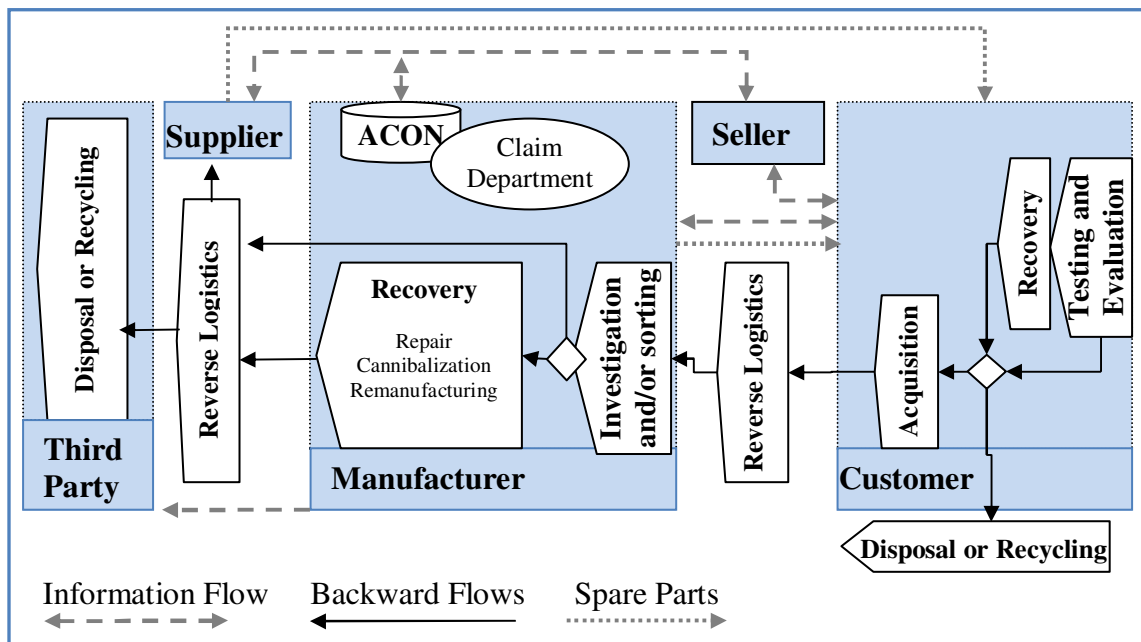 Supplier
ACON
Claim
Department
Seller
Disposal or Recycling
Reverse Logistics
Recovery
Repair
Cannibalization
Remanufacturing
Investigation
and/or sorting
Reverse Logistics
Acquisition
Recovery
Testing and
Evaluation
Third
Party
Manufacturer
Customer
Disposal or Recycling
Information Flow
Backward Flows
Spare Parts